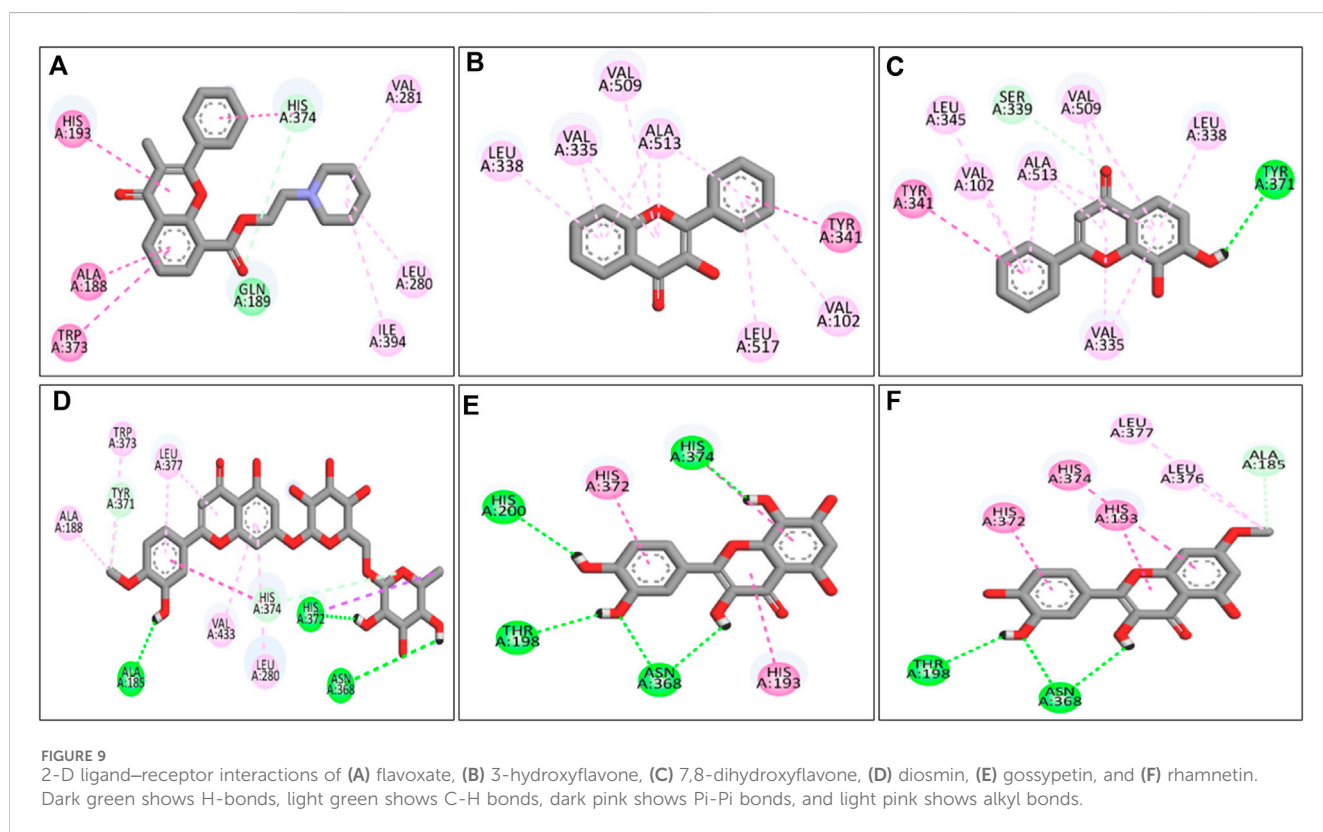 A
HIS
A:193
HIS
A:374
VAL
A:281
ALA
A:188
TRP
A:373
GLN
A:189
LEU
A:280
ILE
A:394
B
VAL
A:509
VAL
A:335
ALA
A:513
LEU
A:338
TYR
A:341
VAL
A:102
LEU
A:517
C
LEU
A:345
SER
A:339
VAL
A:509
LEU
A:338
VAL
A:102
ALA
A:513
TYR
A:341
TYR
A:371
VAL
A:335
D
TRP
A:373
LEU
A:377
TYR
A:371
ALA
A:188
HIS
A:374
HIS
A:372
VAL
A:433
LEU
A:280
ALA
A:185
ASN
A:368
E
HIS
A:374
HIS
A:372
HIS
A:200
THR
A:198
ASN
A:368
HIS
A:193
F
LEU
A:377
HIS
A:374
LEU
A:376
ALA
A:185
HIS
A:372
HIS
A:193
THR
A:198
ASN
A:368
FIGURE 9
2-D ligand–receptor interactions of (A) flavoxate, (B) 3-hydroxyflavone, (C) 7,8-dihydroxyflavone, (D) diosmin, (E) gossypetin, and (F) rhamnetin.
Dark green shows H-bonds, light green shows C-H bonds, dark pink shows Pi-Pi bonds, and light pink shows alkyl bonds.